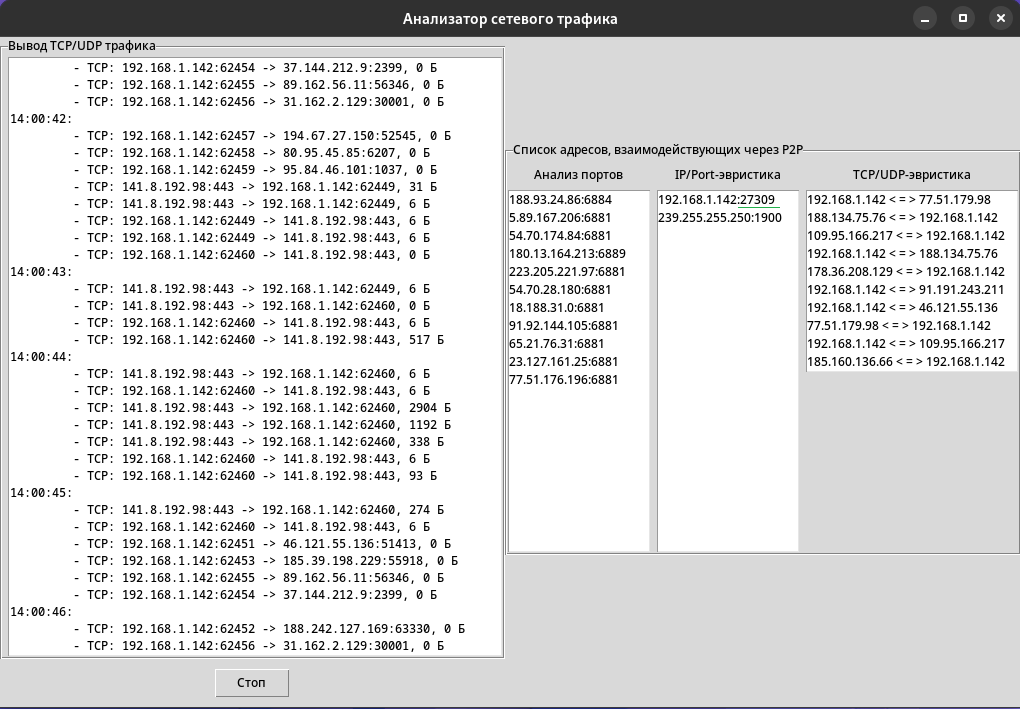 Анализатор сетевого трафика
Вывод TCP/UDP трафика
- TCP: 192.168.1.142:62454 -> 37.144.212.9:2399, 0 Б
- TCP: 192.168.1.142:62455 -> 89.162.56.11:56346, 0 Б
- TCP: 192.168.1.142:62456 -> 31.162.2.129:30001, 0 Б
14:00:42:
- TCP: 192.168.1.142:62457 -> 194.67.27.150:52545, 0 Б
- TCP: 192.168.1.142:62458 -> 80.95.45.85:6207, 0 Б
- TCP: 192.168.1.142:62459 -> 95.84.46.101:1037, 0 Б
- TCP: 141.8.192.98:443 -> 192.168.1.142:62449, 31 Б
- TCP: 141.8.192.98:443 -> 192.168.1.142:62449, 6 Б
- TCP: 192.168.1.142:62449 -> 141.8.192.98:443, 6 Б
- TCP: 192.168.1.142:62449 -> 141.8.192.98:443, 6 Б
- TCP: 192.168.1.142:62460 -> 141.8.192.98:443, 0 Б
14:00:43:
- TCP: 141.8.192.98:443 -> 192.168.1.142:62449, 6 Б
- TCP: 141.8.192.98:443 -> 192.168.1.142:62460, 0 Б
- TCP: 192.168.1.142:62460 -> 141.8.192.98:443, 6 Б
- TCP: 192.168.1.142:62460 -> 141.8.192.98:443, 517 Б
14:00:44:
- TCP: 141.8.192.98:443 -> 192.168.1.142:62460, 6 Б
- TCP: 192.168.1.142:62460 -> 141.8.192.98:443, 6 Б
- TCP: 141.8.192.98:443 -> 192.168.1.142:62460, 2904 Б
- TCP: 141.8.192.98:443 -> 192.168.1.142:62460, 1192 Б
- TCP: 141.8.192.98:443 -> 192.168.1.142:62460, 338 Б
- TCP: 192.168.1.142:62460 -> 141.8.192.98:443, 6 Б
- TCP: 192.168.1.142:62460 -> 141.8.192.98:443, 93 Б
14:00:45:
- TCP: 141.8.192.98:443 -> 192.168.1.142:62460, 274 Б
- TCP: 192.168.1.142:62460 -> 141.8.192.98:443, 6 Б
- TCP: 192.168.1.142:62451 -> 46.121.55.136:51413, 0 Б
- TCP: 192.168.1.142:62453 -> 185.39.198.229:55918, 0 Б
- TCP: 192.168.1.142:62455 -> 89.162.56.11:56346, 0 Б
- TCP: 192.168.1.142:62454 -> 37.144.212.9:2399, 0 Б
14:00:46:
- TCP: 192.168.1.142:62452 -> 188.242.127.169:63330, 0 Б
- TCP: 192.168.1.142:62456 -> 31.162.2.129:30001, 0 Б
Стоп
Список адресов, взаимодействующих через P2P
Анализ портов
188.93.24.86:6884
5.89.167.206:6881
54.70.174.84:6881
180.13.164.213:6889
223.205.221.97:6881
54.70.28.180:6881
18.188.31.0:6881
91.92.144.105:6881
65.21.76.31:6881
23.127.161.25:6881
77.51.176.196:6881
IP/Port-эвристика
192.168.1.142:27309
239.255.255.250:1900
TCP/UDP-эвристика
192.168.1.142 < = > 77.51.179.98
188.134.75.76 < = > 192.168.1.142
109.95.166.217 < = > 192.168.1.142
192.168.1.142 < = > 188.134.75.76
178.36.208.129 < = > 192.168.1.142
192.168.1.142 < = > 91.191.243.211
192.168.1.142 < = > 46.121.55.136
77.51.179.98 < = > 192.168.1.142
192.168.1.142 < = > 109.95.166.217
185.160.136.66 < = > 192.168.1.142